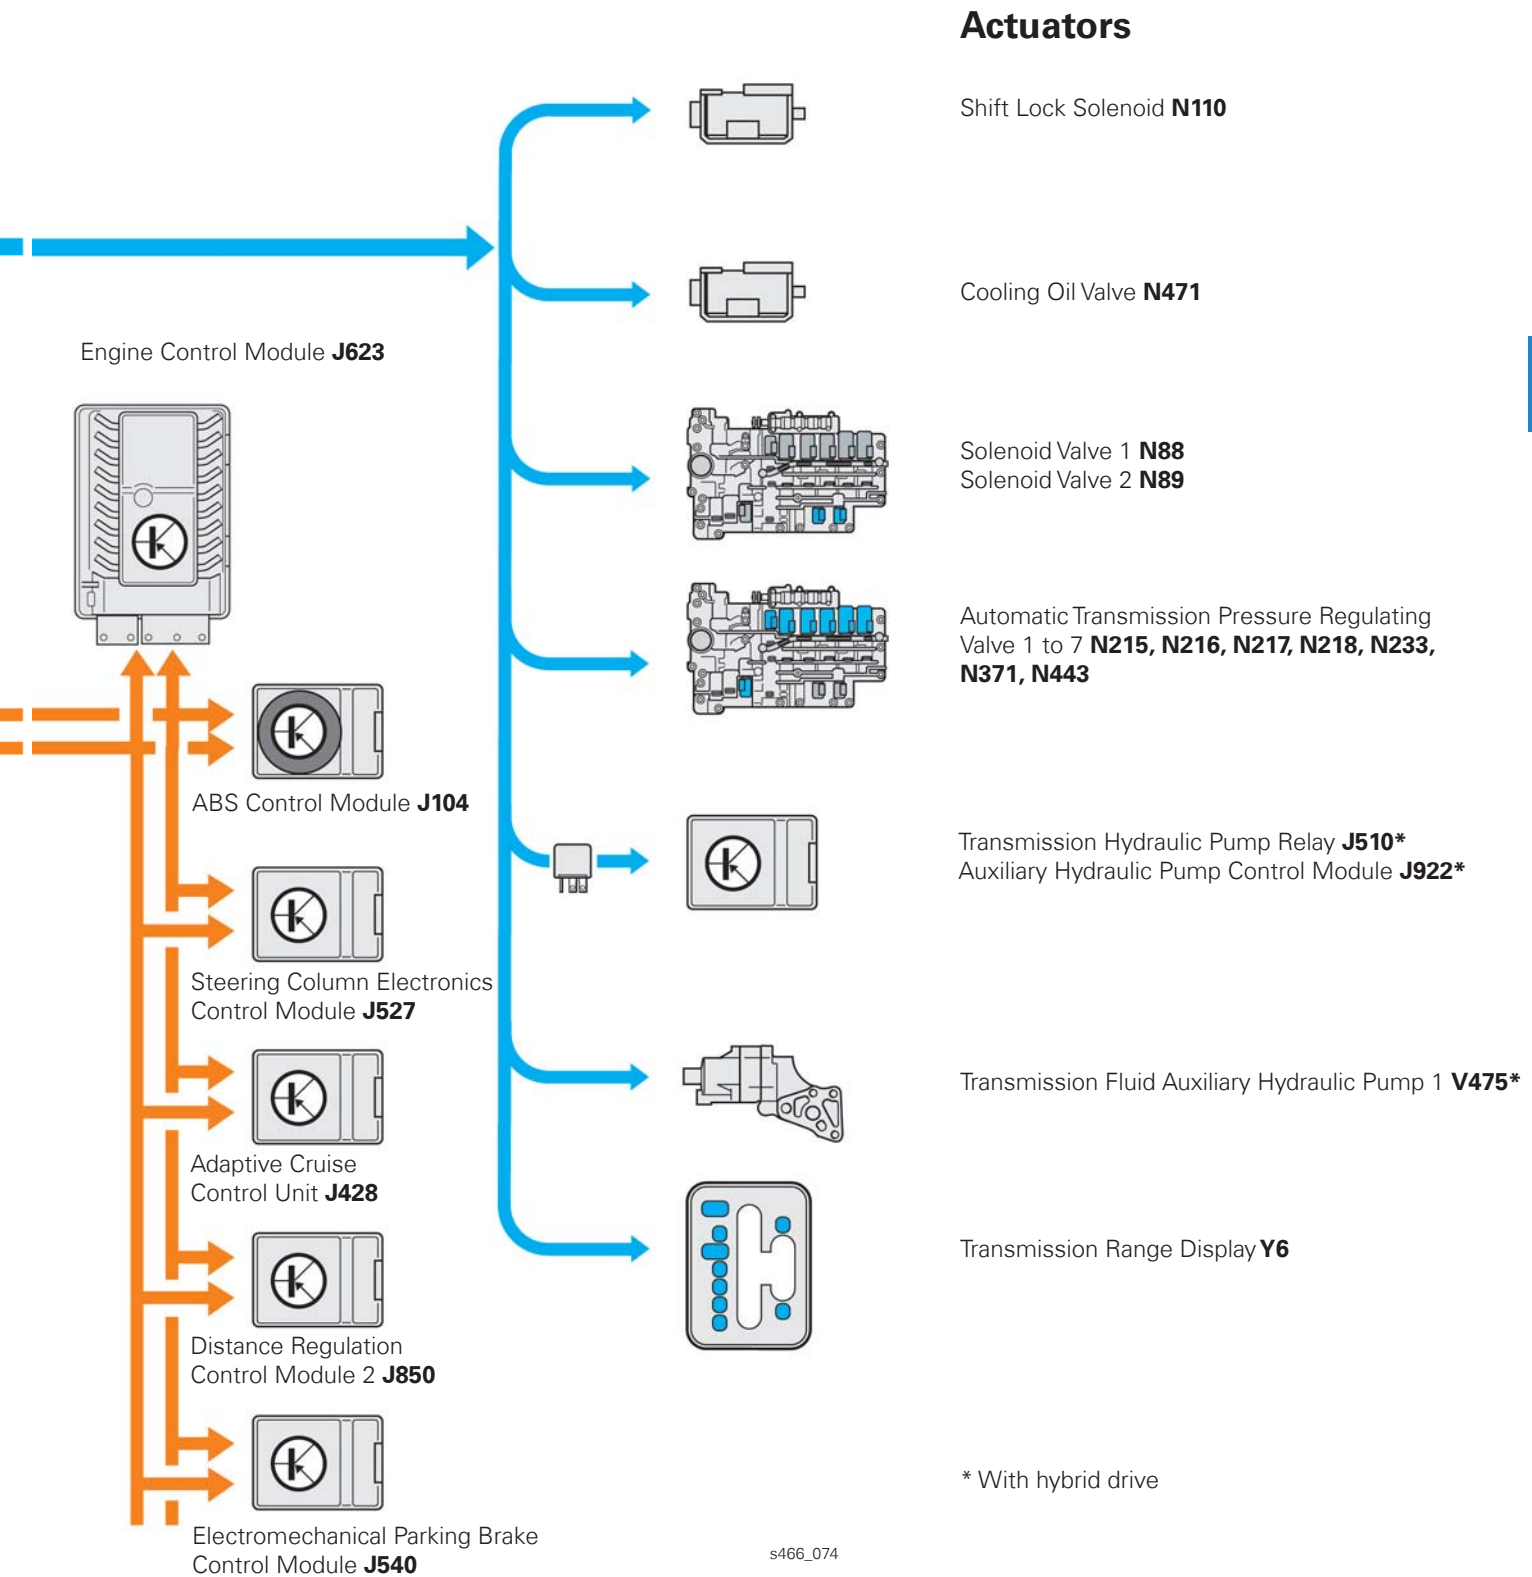 Actuators
Shift Lock Solenoid N110
Cooling Oil Valve N471
Engine Control Module J623
Solenoid Valve 1 N88
Solenoid Valve 2 N89
Automatic Transmission Pressure Regulating
Valve 1 to 7 N215, N216, N217, N218, N233,
N371, N443
ABS Control Module J104
Transmission Hydraulic Pump Relay J510*
Auxiliary Hydraulic Pump Control Module J922*
Steering Column Electronics
Control Module J527
Transmission Fluid Auxiliary Hydraulic Pump 1 V475*
Adaptive Cruise
Control Unit J428
Transmission Range Display Y6
Distance Regulation
Control Module 2 J850
* With hybrid drive
Electromechanical Parking Brake
Control Module J540
s466_074